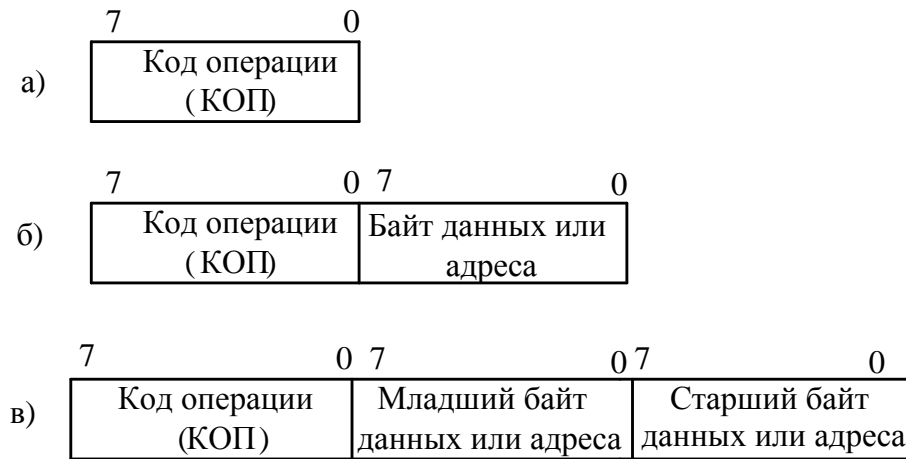 7 0
а) Код операции
(КОП)
7 0 7 0
б) Код операции Байт данных или
(КОП) адреса
7 0 7 0 7 0
в) Код операции Младший байт Старший байт
(КОП) данных или адреса данных или адреса